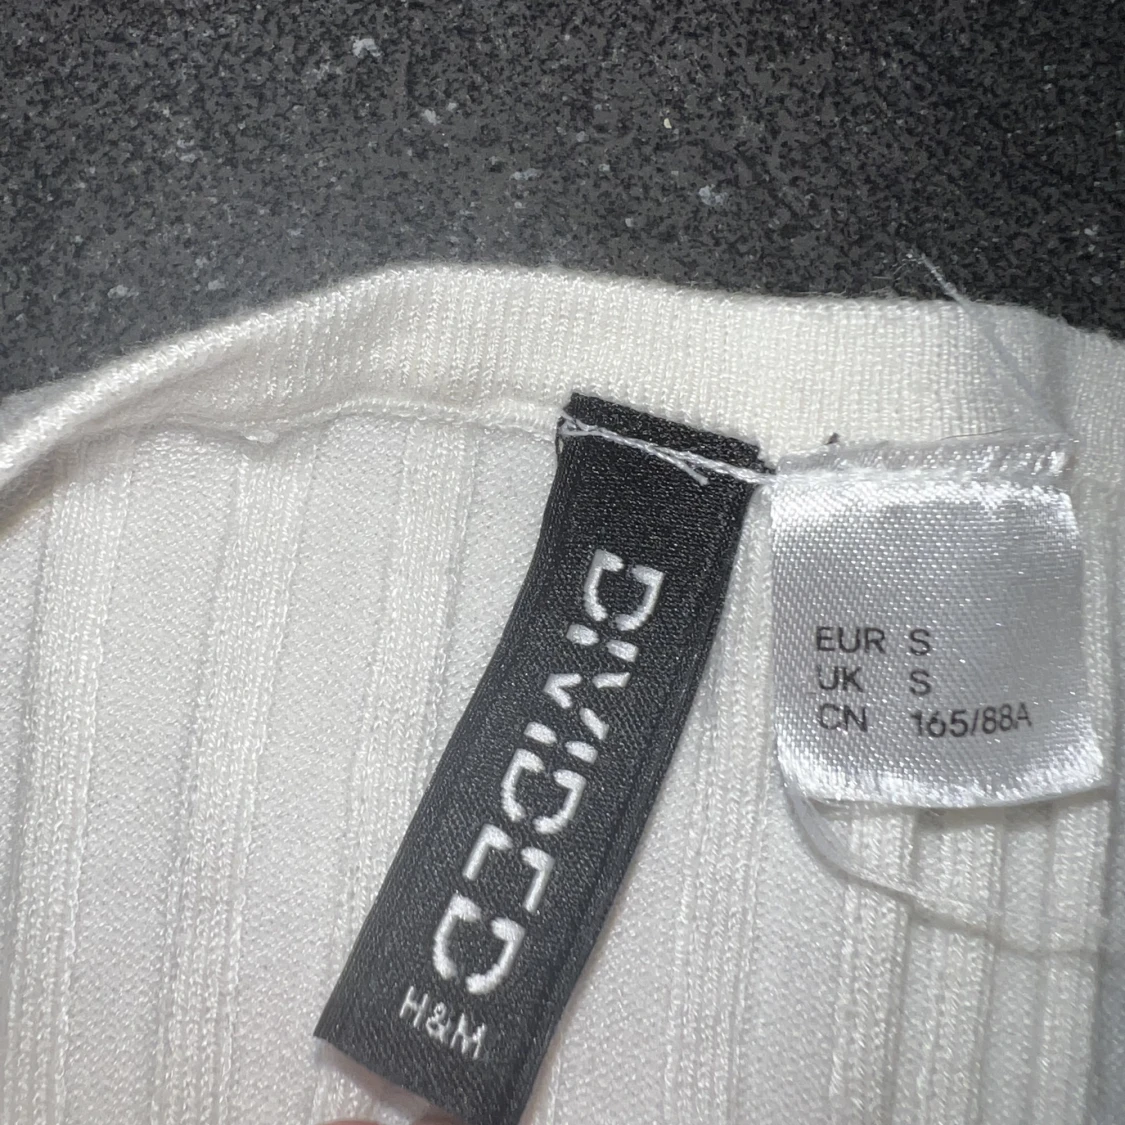 DIVIDED
H&M
EUR S
UK S
CN 165/88A